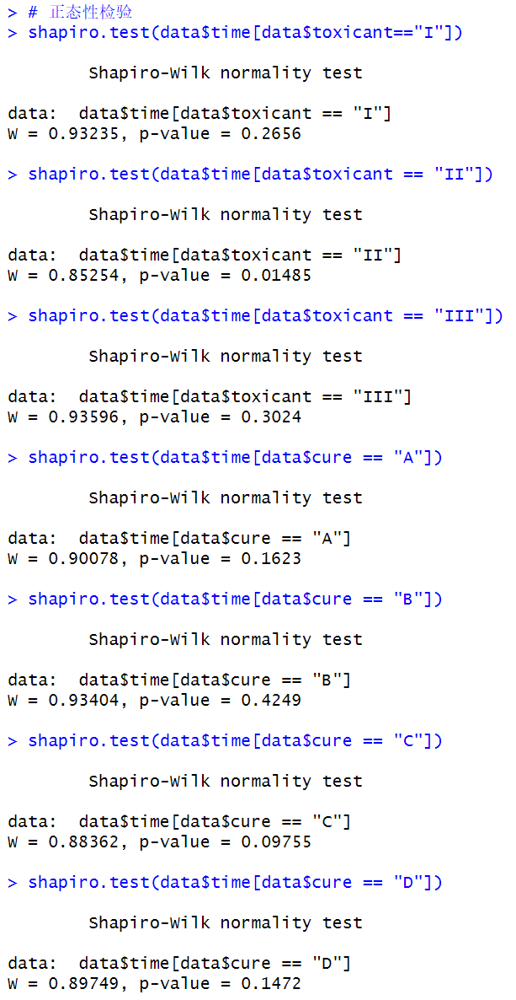 > # 正态性检验
> shapiro.test(data$time[data$toxicant=="I"])
Shapiro-Wilk normality test
data:  data$time[data$toxicant == "I"]
W = 0.93235, p-value = 0.2656
> shapiro.test(data$time[data$toxicant == "II"])
Shapiro-Wilk normality test
data:  data$time[data$toxicant == "II"]
W = 0.85254, p-value = 0.01485
> shapiro.test(data$time[data$toxicant == "III"])
Shapiro-Wilk normality test
data:  data$time[data$toxicant == "III"]
W = 0.93596, p-value = 0.3024
> shapiro.test(data$time[data$cure == "A"])
Shapiro-Wilk normality test
data:  data$time[data$cure == "A"]
W = 0.90078, p-value = 0.1623
> shapiro.test(data$time[data$cure == "B"])
Shapiro-Wilk normality test
data:  data$time[data$cure == "B"]
W = 0.93404, p-value = 0.4249
> shapiro.test(data$time[data$cure == "C"])
Shapiro-Wilk normality test
data:  data$time[data$cure == "C"]
W = 0.88362, p-value = 0.09755
> shapiro.test(data$time[data$cure == "D"])
Shapiro-Wilk normality test
data:  data$time[data$cure == "D"]
W = 0.89749, p-value = 0.1472